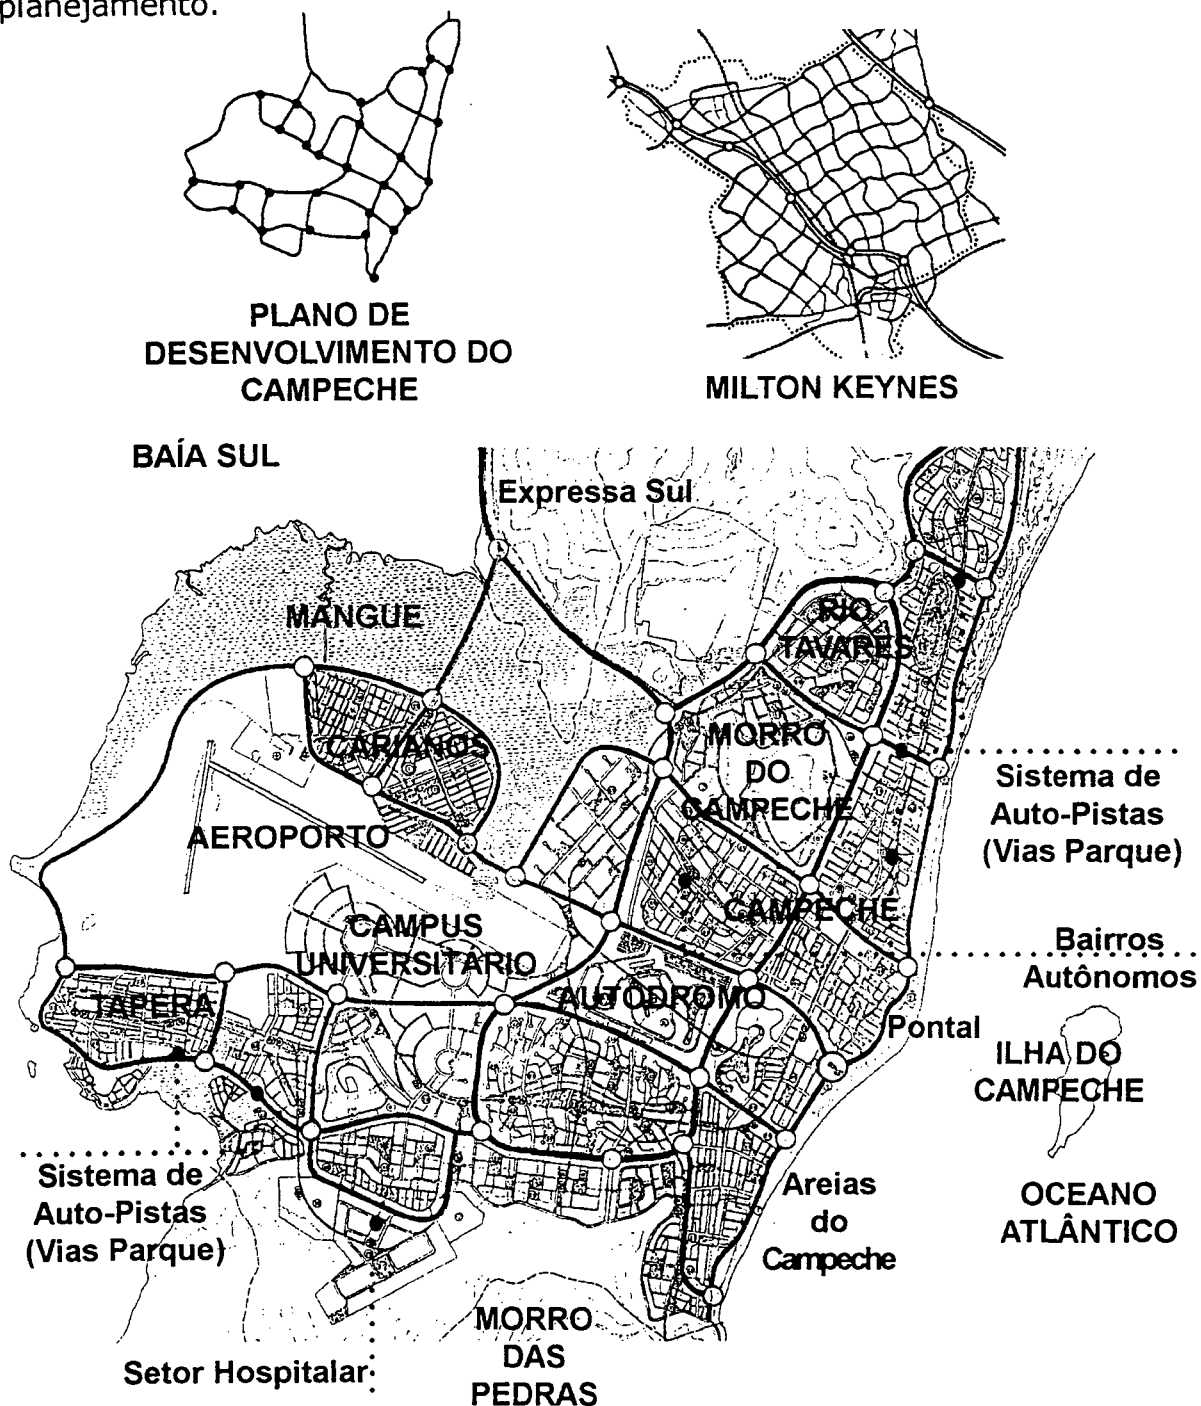 planejamento.
PLANO DE
DESENVOLVIMENTO DO
CAMPECHE
MILTON KEYNES
BAÍA SUL
Expressa Sul
MANGUE
RIO
TAVARES
CARIANOS
MORRO
DO
CAMPECHE
AEROPORTO
Sistema de
Auto-Pistas
(Vias Parque)
CAMPUS
UNIVERSITÁRIO
CAMPECHE
Bairros
Autônomos
TAPERA
AUTÓDROMO
Pontal
ILHA DO
CAMPECHE
Sistema de
Auto-Pistas
(Vias Parque)
Areias
do
Campeche
OCEANO
ATLÂNTICO
MORRO
DAS
PEDRAS
Setor Hospitalar